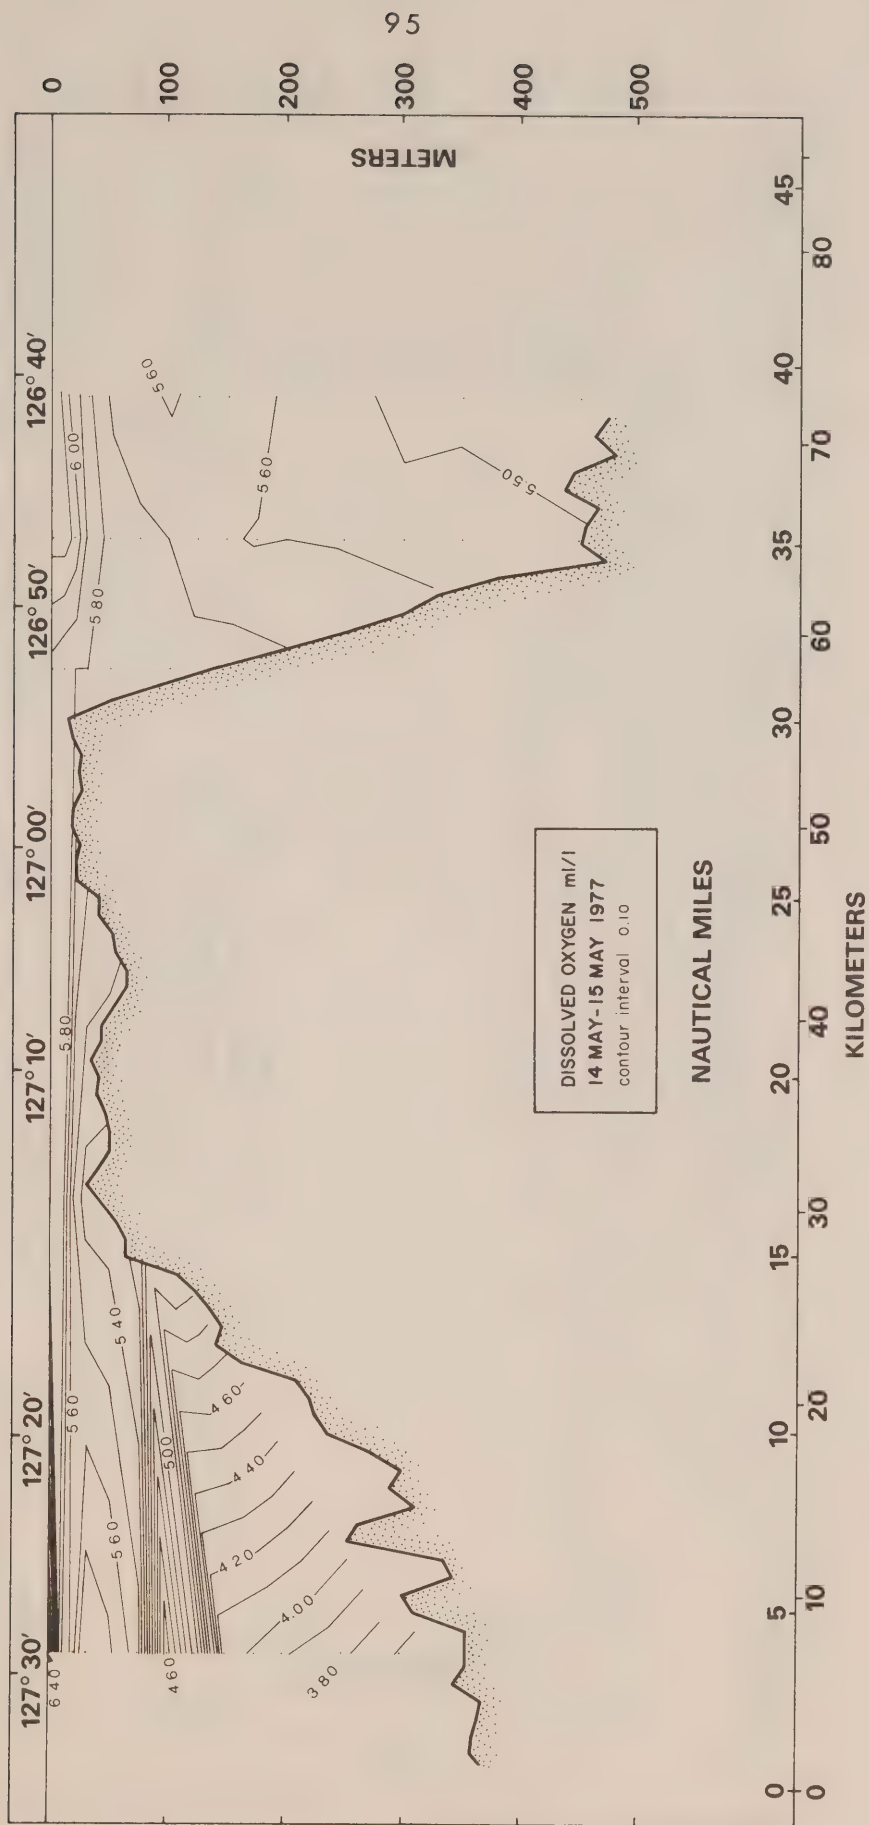 95
127° 30′ 127° 20′ 127° 10′ 127° 00′ 126° 50′ 126° 40′
0
100
200
300
400
500
METERS
6 40
5 60
5 80
5.80
6 00
5 60
5 40
5 60
5 60
5.50
500
4 60
4 60
4 40
4 20
4.00
3 80
DISSOLVED OXYGEN ml/l
14 MAY-15 MAY 1977
contour interval 0.10
NAUTICAL MILES
0 5 10 15 20 25 30 35 40 45
0 10 20 30 40 50 60 70 80
KILOMETERS